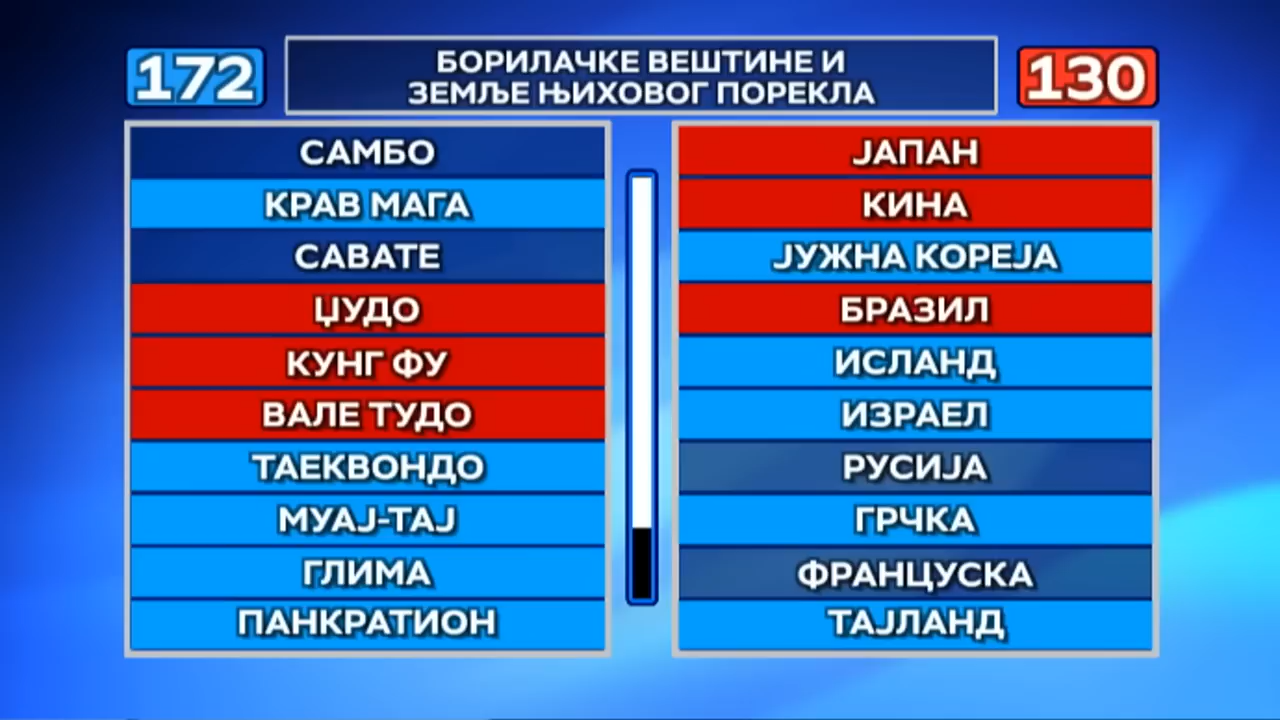 172
БОРИЛАЧКЕ ВЕШТИНЕ И
ЗЕМЉЕ ЊИХОВОГ ПОРЕКЛА
130
САМБО
КРАВ МАГА
САВАТЕ
ЏУДО
КУНГ ФУ
ВАЛЕ ТУДО
ТАЕКВОНДО
МУАЈ-ТАЈ
ГЛИМА
ПАНКРАТИОН
ЈАПАН
КИНА
ЈУЖНА КОРЕЈА
БРАЗИЛ
ИСЛАНД
ИЗРАЕЛ
РУСИЈА
ГРЧКА
ФРАНЦУСКА
ТАЈЛАНД